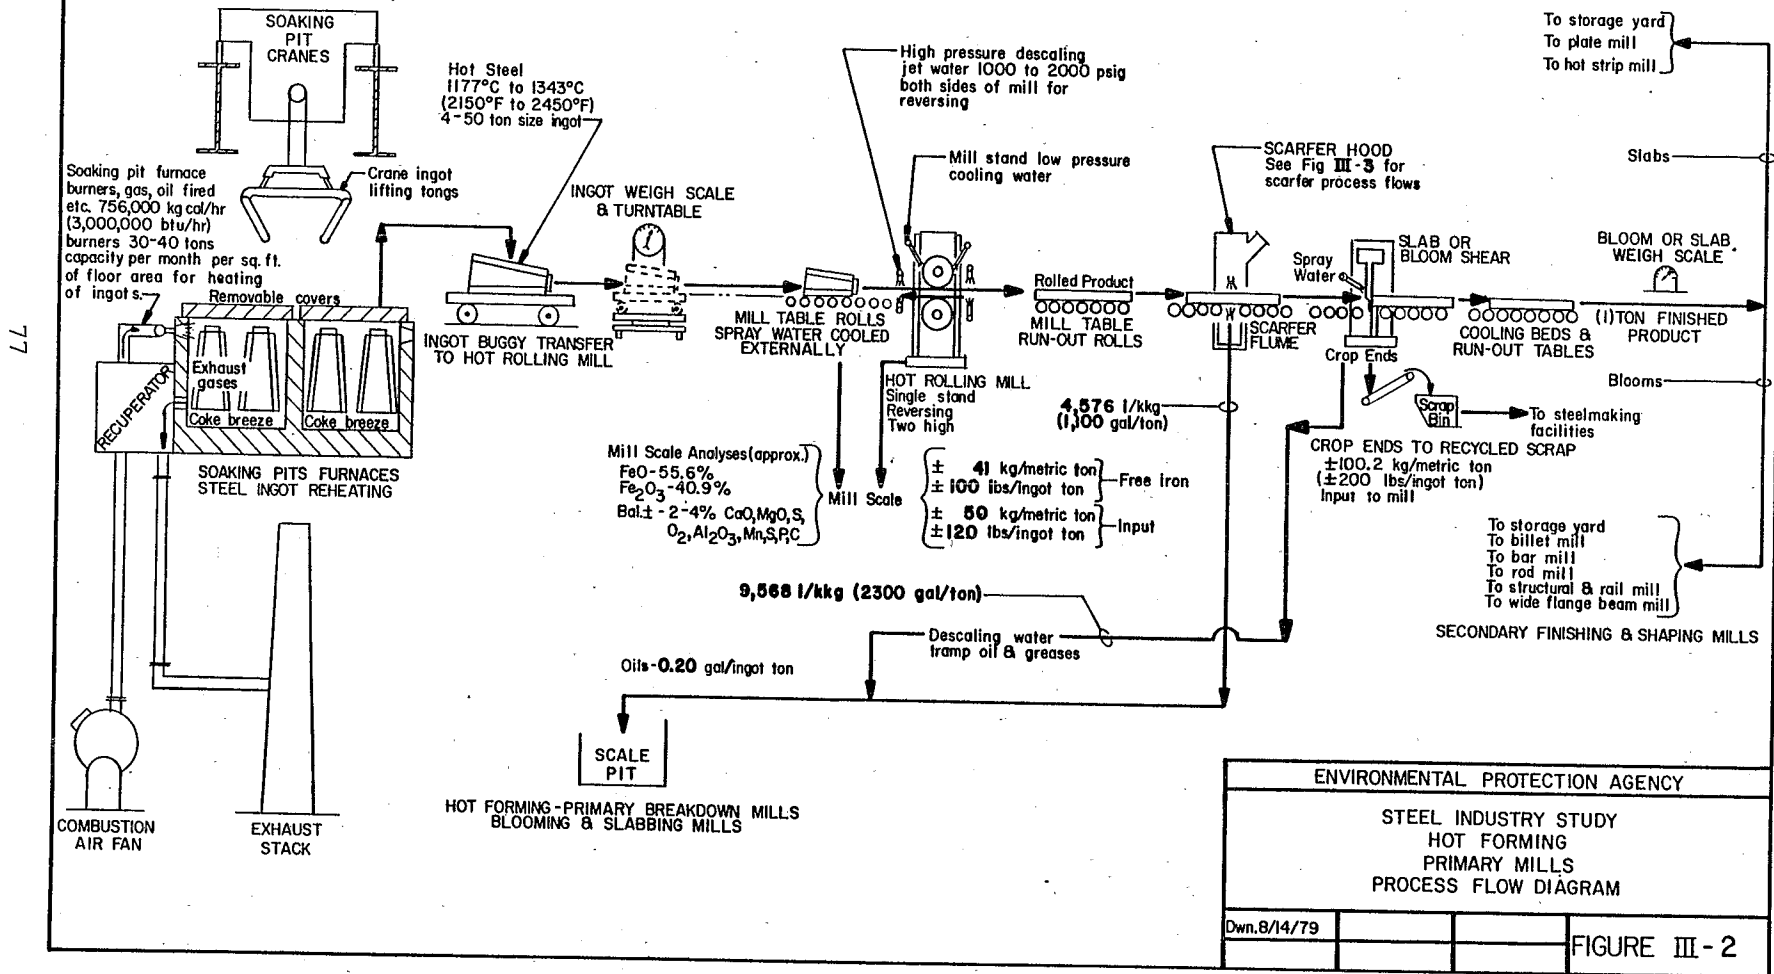 77
SOAKING
PIT
CRANES
Crane ingot
lifting tongs
Soaking pit furnace
burners, gas, oil fired
etc. 756,000 kg cal/hr
(3,000,000 btu/hr)
burners 30-40 tons
capacity per month per sq. ft.
of floor area for heating
of ingots.
Removable covers
Exhaust
gases
Coke breeze
Coke breeze
RECUPERATOR
SOAKING PITS FURNACES
STEEL INGOT REHEATING
COMBUSTION
AIR FAN
EXHAUST
STACK
Hot Steel
1177°C to 1343°C
(2150°F to 2450°F)
4-50 ton size ingot
INGOT BUGGY TRANSFER
TO HOT ROLLING MILL
INGOT WEIGH SCALE
& TURNTABLE
MILL TABLE ROLLS
SPRAY WATER COOLED
EXTERNALLY
High pressure descaling
jet water 1000 to 2000 psig
both sides of mill for
reversing
Mill stand low pressure
cooling water
HOT ROLLING MILL
Single stand
Reversing
Two high
Rolled Product
MILL TABLE
RUN-OUT ROLLS
SCARFER HOOD
See Fig III-3 for
scarfer process flows
SCARFER
FLUME
Spray
Water
SLAB OR
BLOOM SHEAR
Crop Ends
COOLING BEDS &
RUN-OUT TABLES
BLOOM OR SLAB
WEIGH SCALE
(1) TON FINISHED
PRODUCT
To storage yard
To plate mill
To hot strip mill
Slabs
Blooms
Scrap
Bin
To steelmaking
facilities
CROP ENDS TO RECYCLED SCRAP
±100.2 kg/metric ton
(±200 lbs/ingot ton)
Input to mill
4,576 l/kkg
(1,100 gal/ton)
Mill Scale Analyses (approx.)
FeO-55.6%
Fe2O3-40.9%
Bal.± - 2-4% CaO, MgO, S,
O2, Al2O3, Mn, S, P, C
Mill Scale
± 41 kg/metric ton
± 100 lbs/ingot ton
Free iron
± 50 kg/metric ton
± 120 lbs/ingot ton
Input
9,568 l/kkg (2300 gal/ton)
Descaling water
tramp oil & greases
Oils-0.20 gal/ingot ton
SCALE
PIT
HOT FORMING-PRIMARY BREAKDOWN MILLS
BLOOMING & SLABBING MILLS
To storage yard
To billet mill
To bar mill
To rod mill
To structural & rail mill
To wide flange beam mill
SECONDARY FINISHING & SHAPING MILLS
ENVIRONMENTAL PROTECTION AGENCY
STEEL INDUSTRY STUDY
HOT FORMING
PRIMARY MILLS
PROCESS FLOW DIAGRAM
Dwn.8/14/79
FIGURE III-2